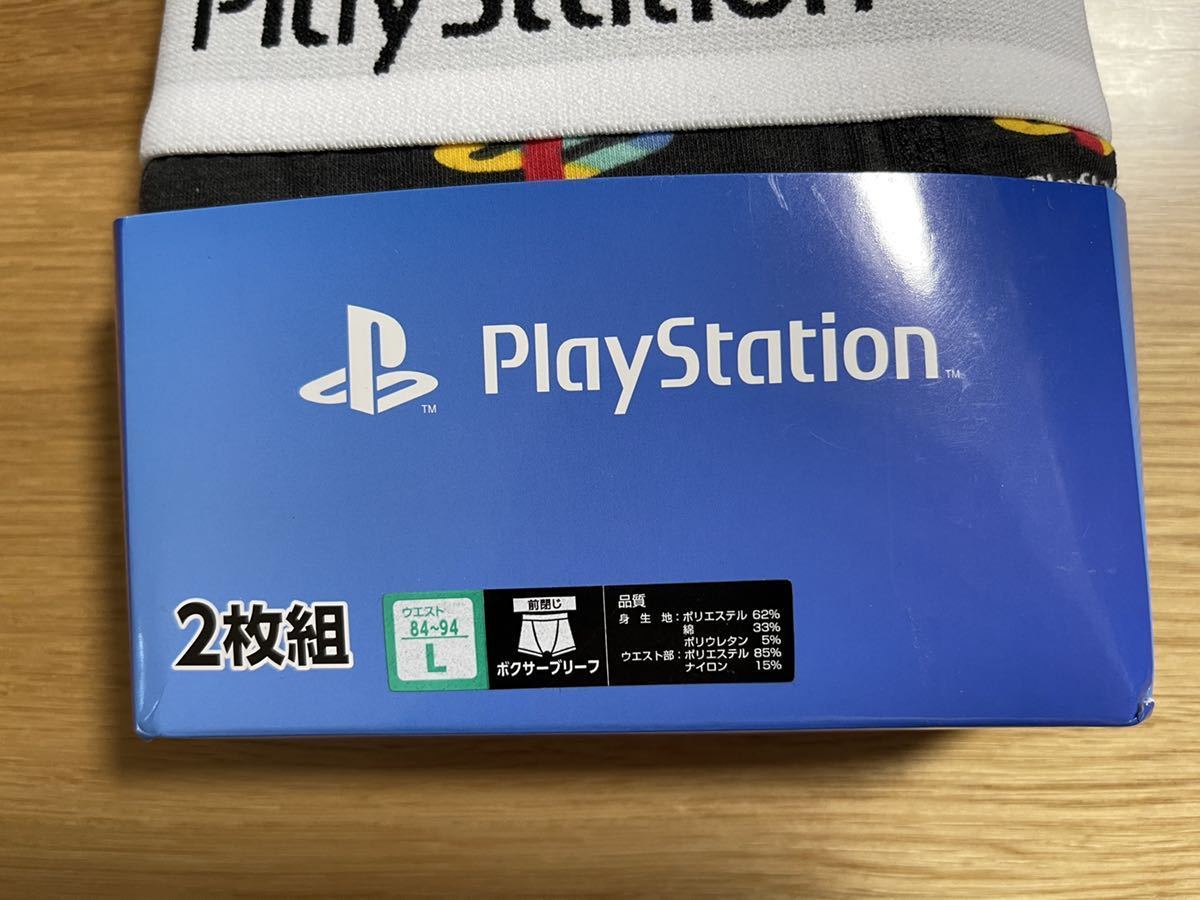 PlayStation
PlayStation™
™
2枚組
ウエスト
84~94
L
前閉じ
ボクサーブリーフ
品質
身生地:ポリエステル 62%
綿 33%
ポリウレタン 5%
ウエスト部:ポリエステル 85%
ナイロン 15%